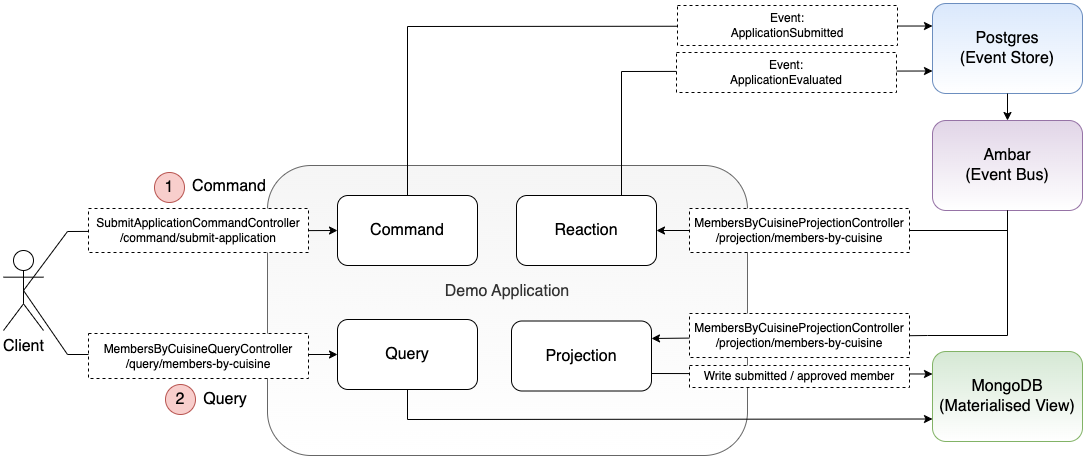 Event:
ApplicationSubmitted
Postgres
(Event Store)
Event:
ApplicationEvaluated
Ambar
(Event Bus)
1 Command
SubmitApplicationCommandController
/command/submit-application
Command
Reaction
MembersByCuisineProjectionController
/projection/members-by-cuisine
Demo Application
Client
MembersByCuisineQueryController
/query/members-by-cuisine
Query
Projection
MembersByCuisineProjectionController
/projection/members-by-cuisine
Write submitted / approved member
MongoDB
(Materialised View)
2 Query